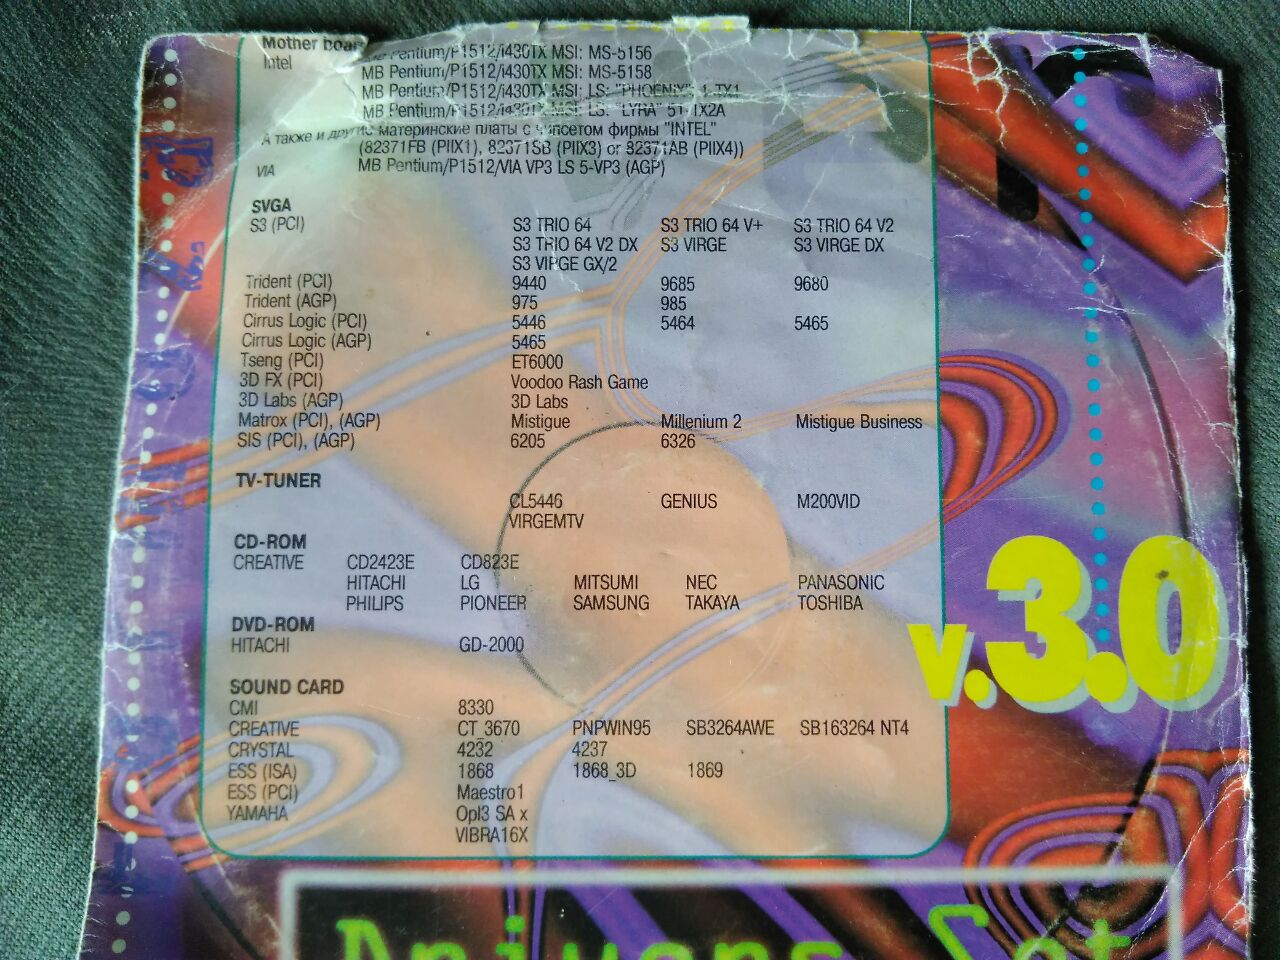 Mother boar
Intel MB Pentium/P1512/i430TX MSI: MS-5156
MB Pentium/P1512/i430TX MSI: MS-5158
MB Pentium/P1512/i430TX MSI: LS: "PHOENIX" 1-TX1
MB Pentium/P1512/i430TX MSI: LS: "LYRA" 51-1x2A
А также и другие материнские платы с чипсетом фирмы "INTEL"
(82371FB (PIIX1), 82371SB (PIIX3) or 82371AB (PIIX4))
VIA MB Pentium/P1512/VIA VP3 LS 5-VP3 (AGP)
SVGA
S3 (PCI) S3 TRIO 64 S3 TRIO 64 V+ S3 TRIO 64 V2
S3 TRIO 64 V2 DX S3 VIRGE S3 VIRGE DX
S3 VIRGE GX/2
Trident (PCI) 9440 9685 9680
Trident (AGP) 975 985
Cirrus Logic (PCI) 5446 5464 5465
Cirrus Logic (AGP) 5465
Tseng (PCI) ET6000
3D FX (PCI) Voodoo Rash Game
3D Labs (AGP) 3D Labs
Matrox (PCI), (AGP) Mistigue Millenium 2 Mistigue Business
SIS (PCI), (AGP) 6205 6326
TV-TUNER
CL5446 GENIUS M200VID
VIRGEMTV
CD-ROM
CREATIVE CD2423E CD823E
HITACHI LG MITSUMI NEC PANASONIC
PHILIPS PIONEER SAMSUNG TAKAYA TOSHIBA
DVD-ROM
HITACHI GD-2000
v.3.0
SOUND CARD
CMI 8330
CREATIVE CT 3670 PNPWIN95 SB3264AWE SB163264 NT4
CRYSTAL 4232 4237
ESS (ISA) 1868 1868_3D 1869
ESS (PCI) Maestro1
YAMAHA Opl3 SA x
VIBRA16X
Drivers Set